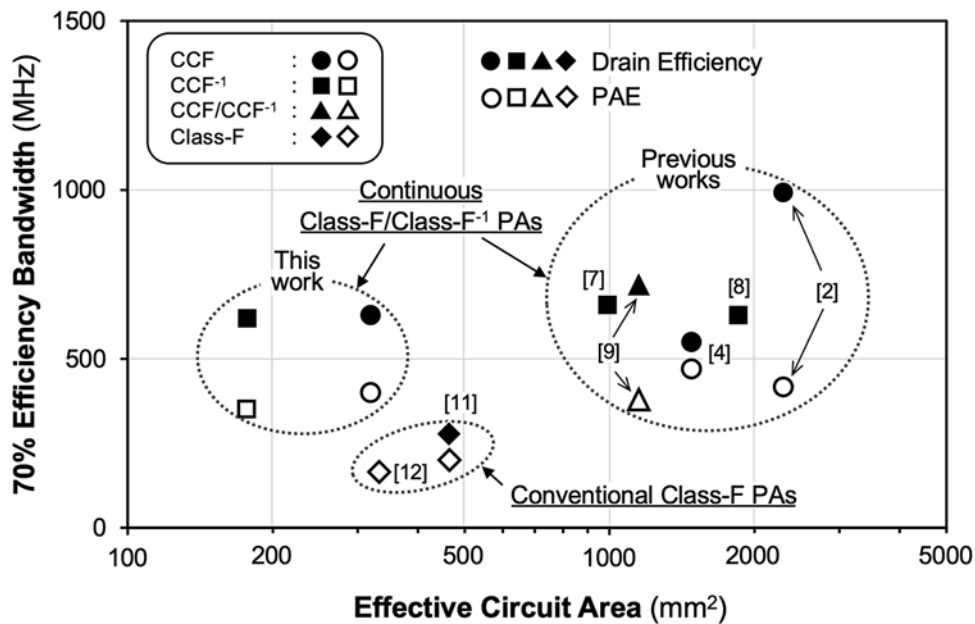 1500
1000
500
0
70% Efficiency Bandwidth (MHz)
CCF :
CCF⁻¹ :
CCF/CCF⁻¹ :
Class-F :
Drain Efficiency
PAE
Continuous
Class-F/Class-F⁻¹ PAs
Previous
works
This
work
[7]
[8]
[2]
[9]
[4]
[11]
[12]
Conventional Class-F PAs
100 200 500 1000 2000 5000
Effective Circuit Area (mm²)